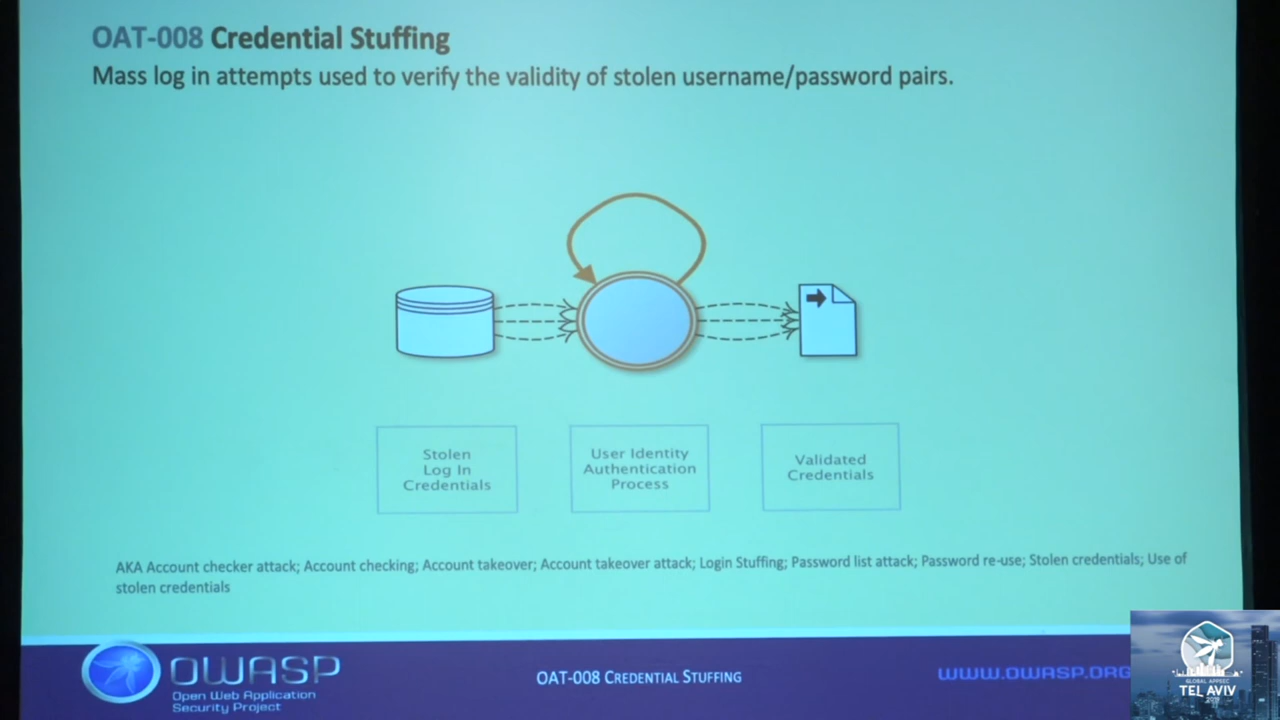 OAT-008 Credential Stuffing
Mass log in attempts used to verify the validity of stolen username/password pairs.
Stolen
Log In
Credentials
User Identity
Authentication
Process
Validated
Credentials
AKA Account checker attack; Account checking; Account takeover; Account takeover attack; Login Stuffing; Password list attack; Password re-use; Stolen credentials; Use of
stolen credentials
OWASP
Open Web Application
Security Project
OAT-008 CREDENTIAL STUFFING
WWW.OWASP.ORG
GLOBAL APPSEC
TEL AVIV
2019